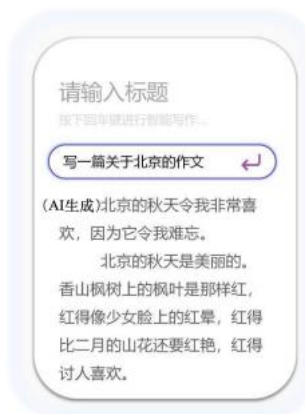 请输入标题
按下回车键进行智能写作...
写一篇关于北京的作文
(AI生成)北京的秋天令我非常喜
欢，因为它令我难忘。
北京的秋天是美丽的。
香山枫树上的枫叶是那样红，
红得像少女脸上的红晕，红得
比二月的山花还要红艳，红得
讨人喜欢。